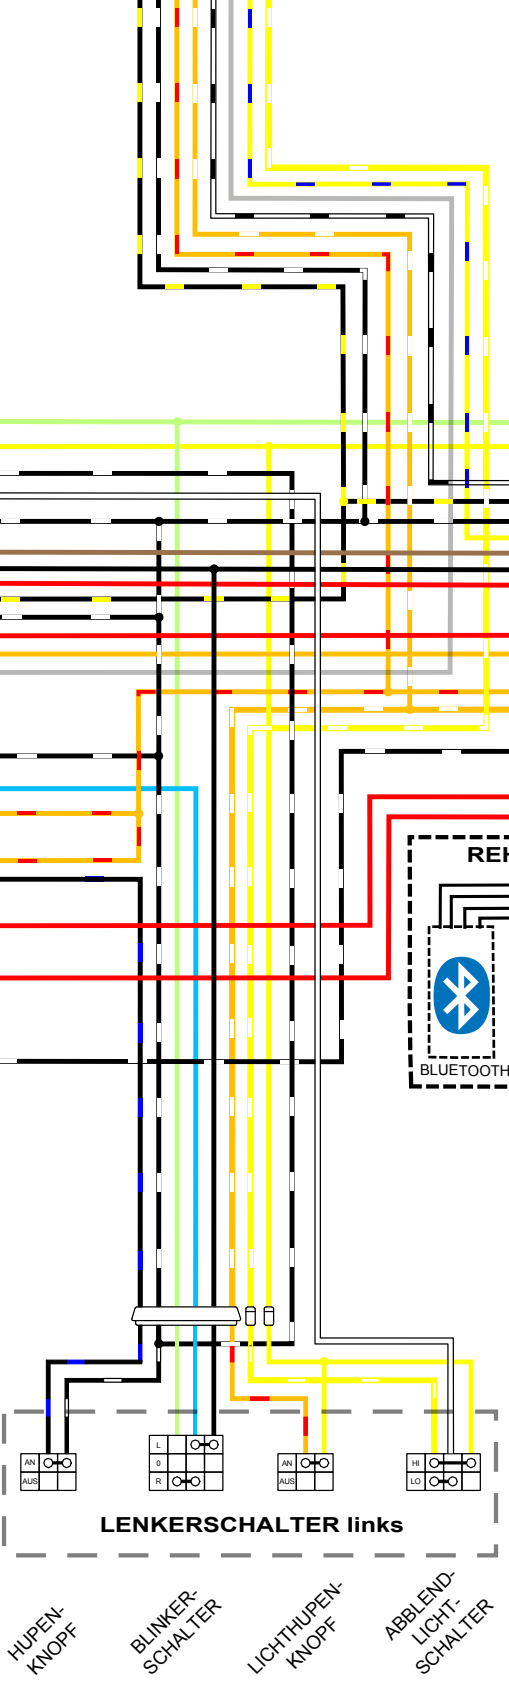 REH
BLUETOOTH
L
0
R
AN
AUS
AN
AUS
HI
LO
LENKERSCHALTER links
HUPEN-
KNOPF
BLINKER-
SCHALTER
LICHTHUPEN-
KNOPF
ABBLEND-
LICHT-
SCHALTER